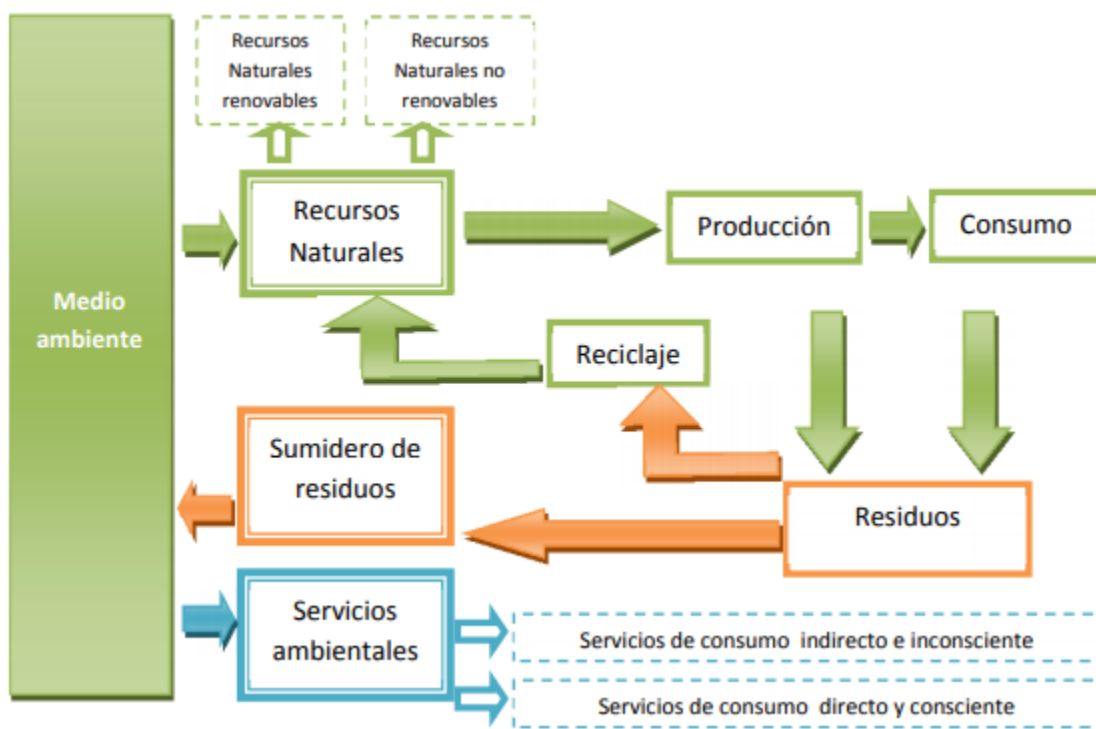 Recursos
Naturales
renovables
Recursos
Naturales no
renovables
Recursos
Naturales
Producción
Consumo
Medio
ambiente
Reciclaje
Sumidero de
residuos
Residuos
Servicios
ambientales
Servicios de consumo indirecto e inconsciente
Servicios de consumo directo y consciente